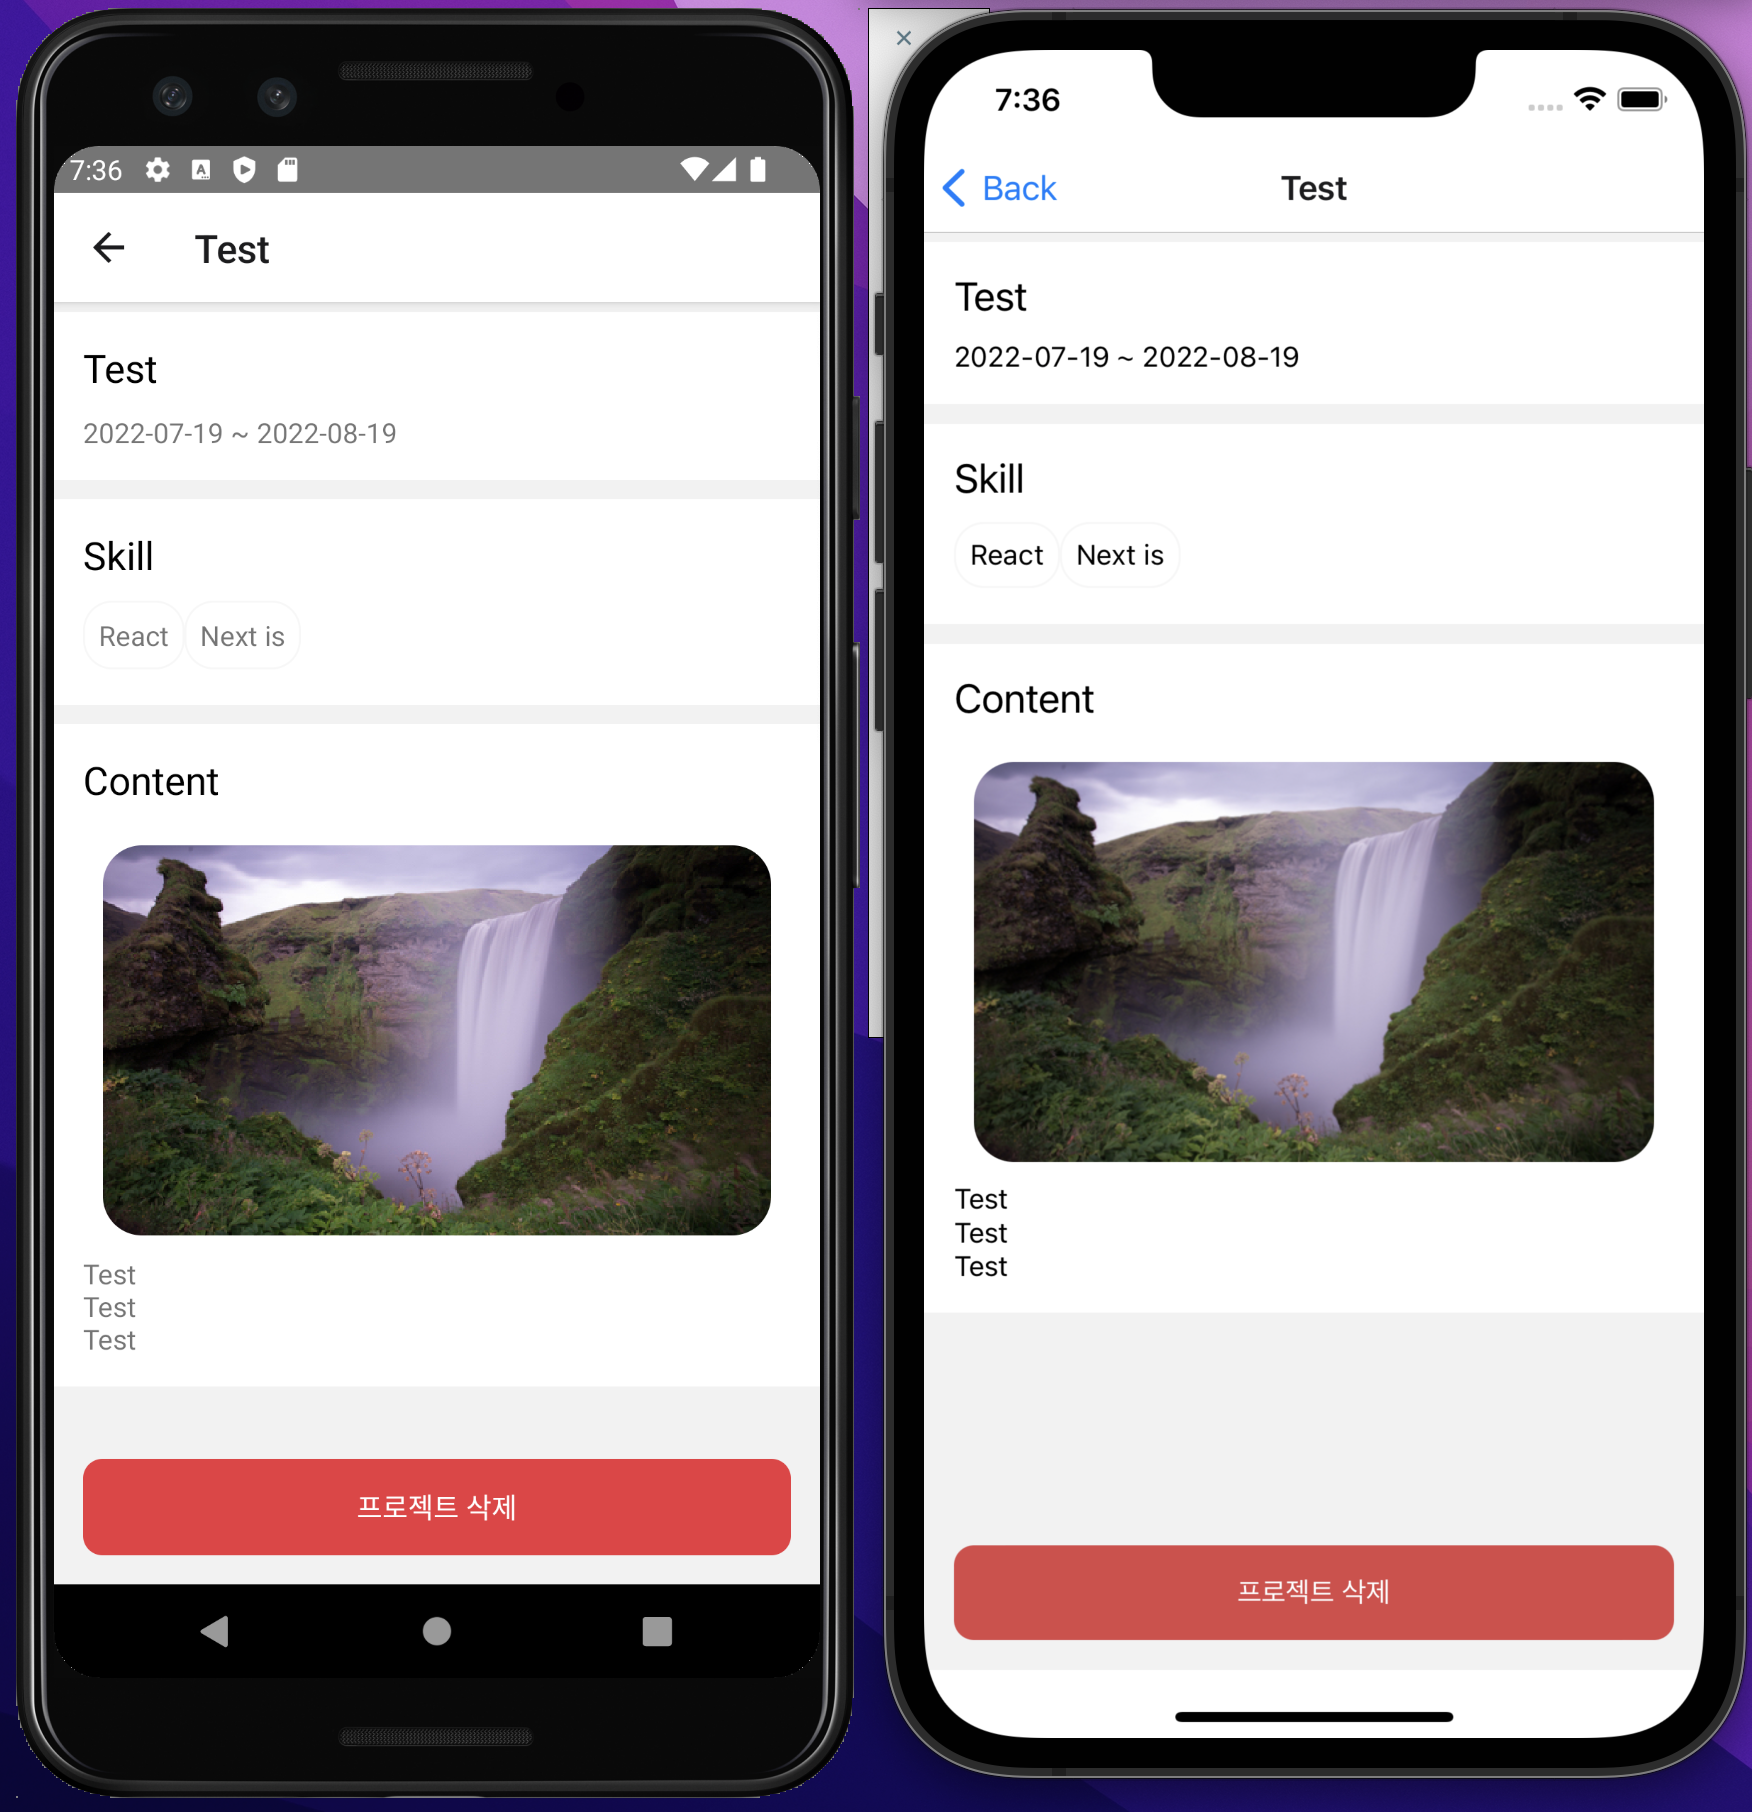 7:36
Test
Test
2022-07-19 ~ 2022-08-19
Skill
React Next is
Content
Test
Test
Test
프로젝트 삭제
7:36
Back Test
Test
2022-07-19 ~ 2022-08-19
Skill
React Next is
Content
Test
Test
Test
프로젝트 삭제